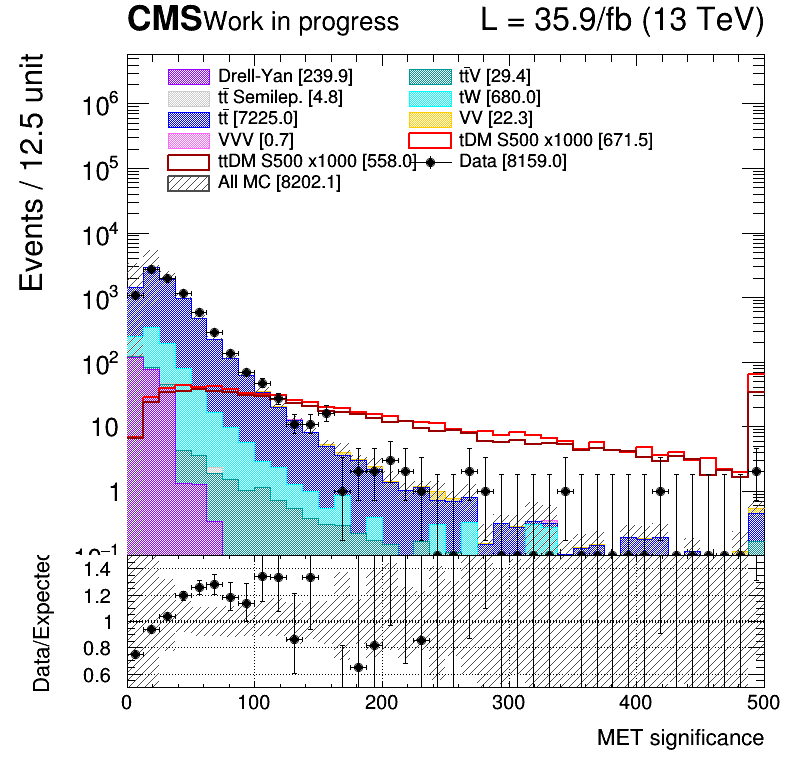 CMS Work in progress L = 35.9/fb (13 TeV)
Events / 12.5 unit
Drell-Yan [239.9] tt̄V [29.4]
tt̄ Semilep. [4.8] tW [680.0]
tt̄ [7225.0] VV [22.3]
VVV [0.7] tDM S500 x1000 [671.5]
ttDM S500 x1000 [558.0] Data [8159.0]
All MC [8202.1]
10⁶
10⁵
10⁴
10³
10²
10
1
10⁻¹
Data/Expected
1.4
1.2
1
0.8
0.6
0 100 200 300 400 500
MET significance